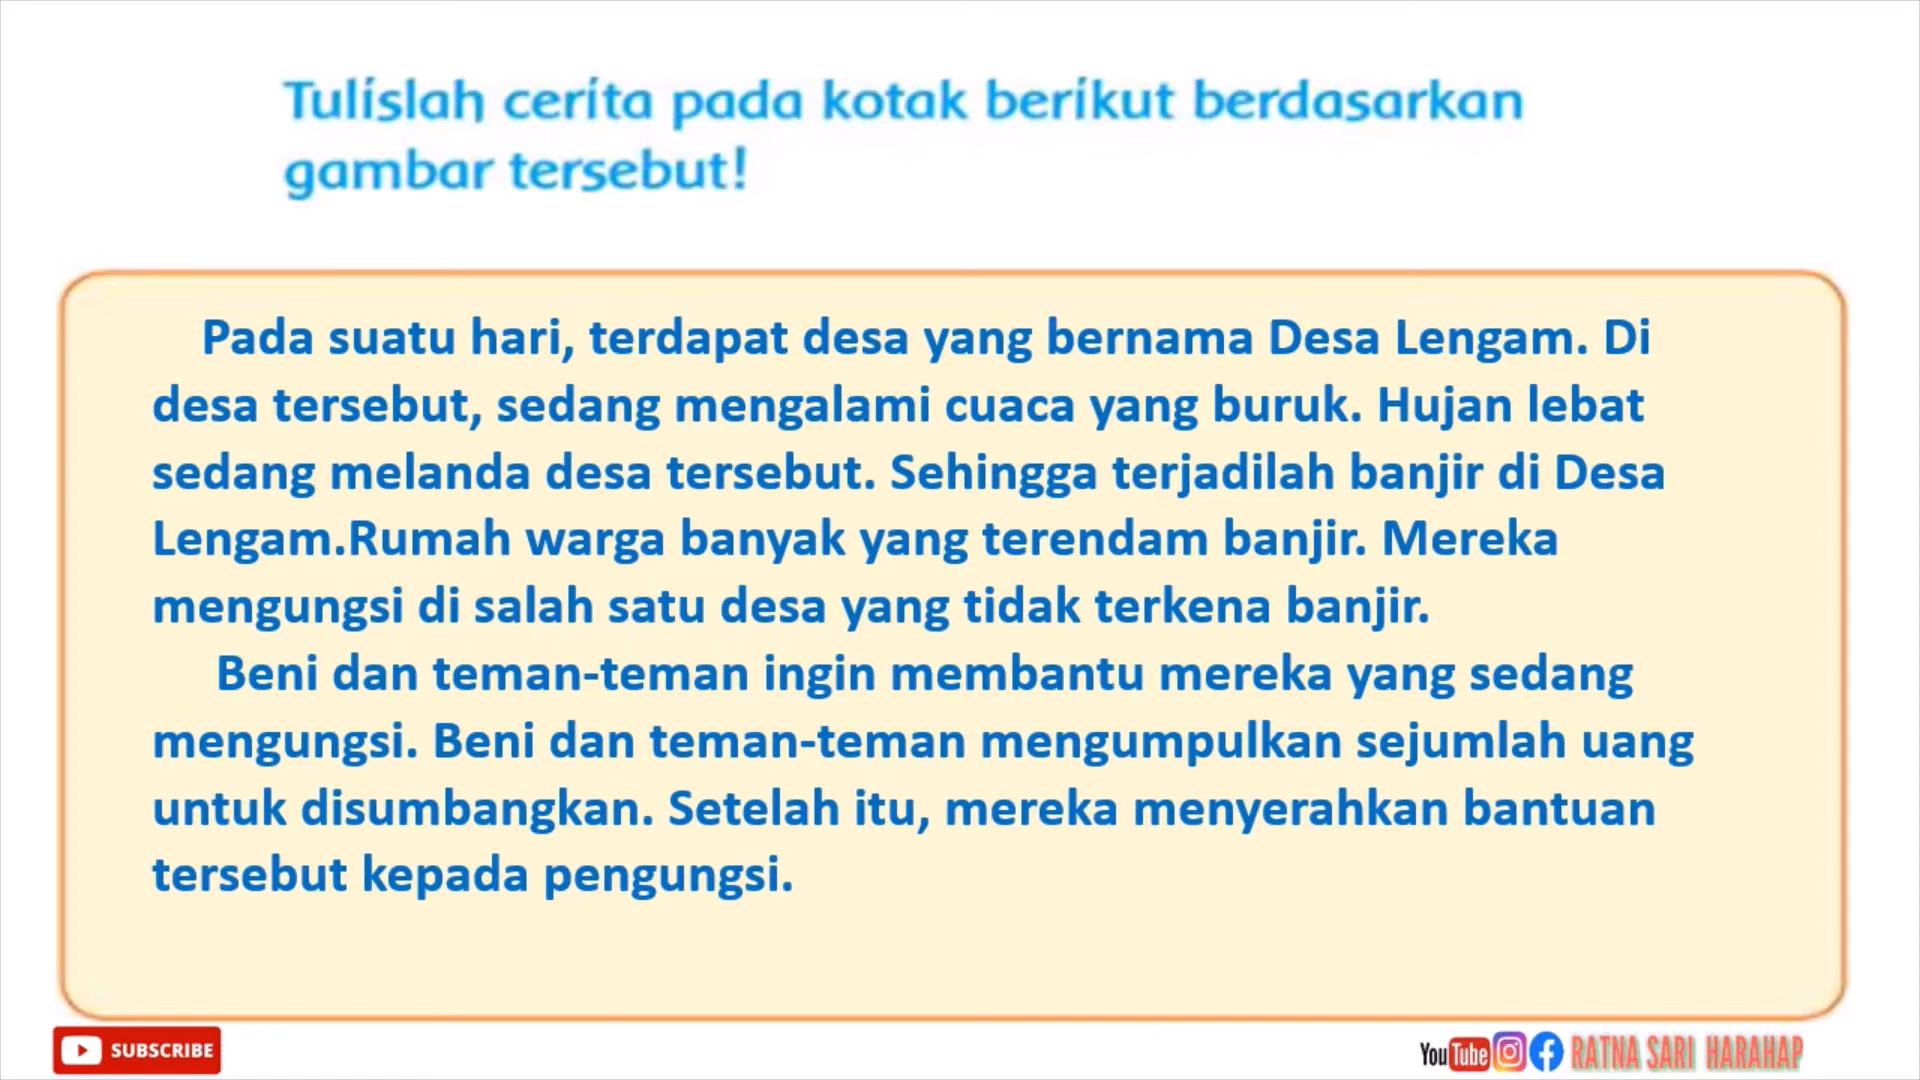 Tulislah cerita pada kotak berikut berdasarkan
gambar tersebut!
Pada suatu hari, terdapat desa yang bernama Desa Lengam. Di
desa tersebut, sedang mengalami cuaca yang buruk. Hujan lebat
sedang melanda desa tersebut. Sehingga terjadilah banjir di Desa
Lengam.Rumah warga banyak yang terendam banjir. Mereka
mengungsi di salah satu desa yang tidak terkena banjir.
Beni dan teman-teman ingin membantu mereka yang sedang
mengungsi. Beni dan teman-teman mengumpulkan sejumlah uang
untuk disumbangkan. Setelah itu, mereka menyerahkan bantuan
tersebut kepada pengungsi.
SUBSCRIBE
YouTube RATNA SARI HARAHAP